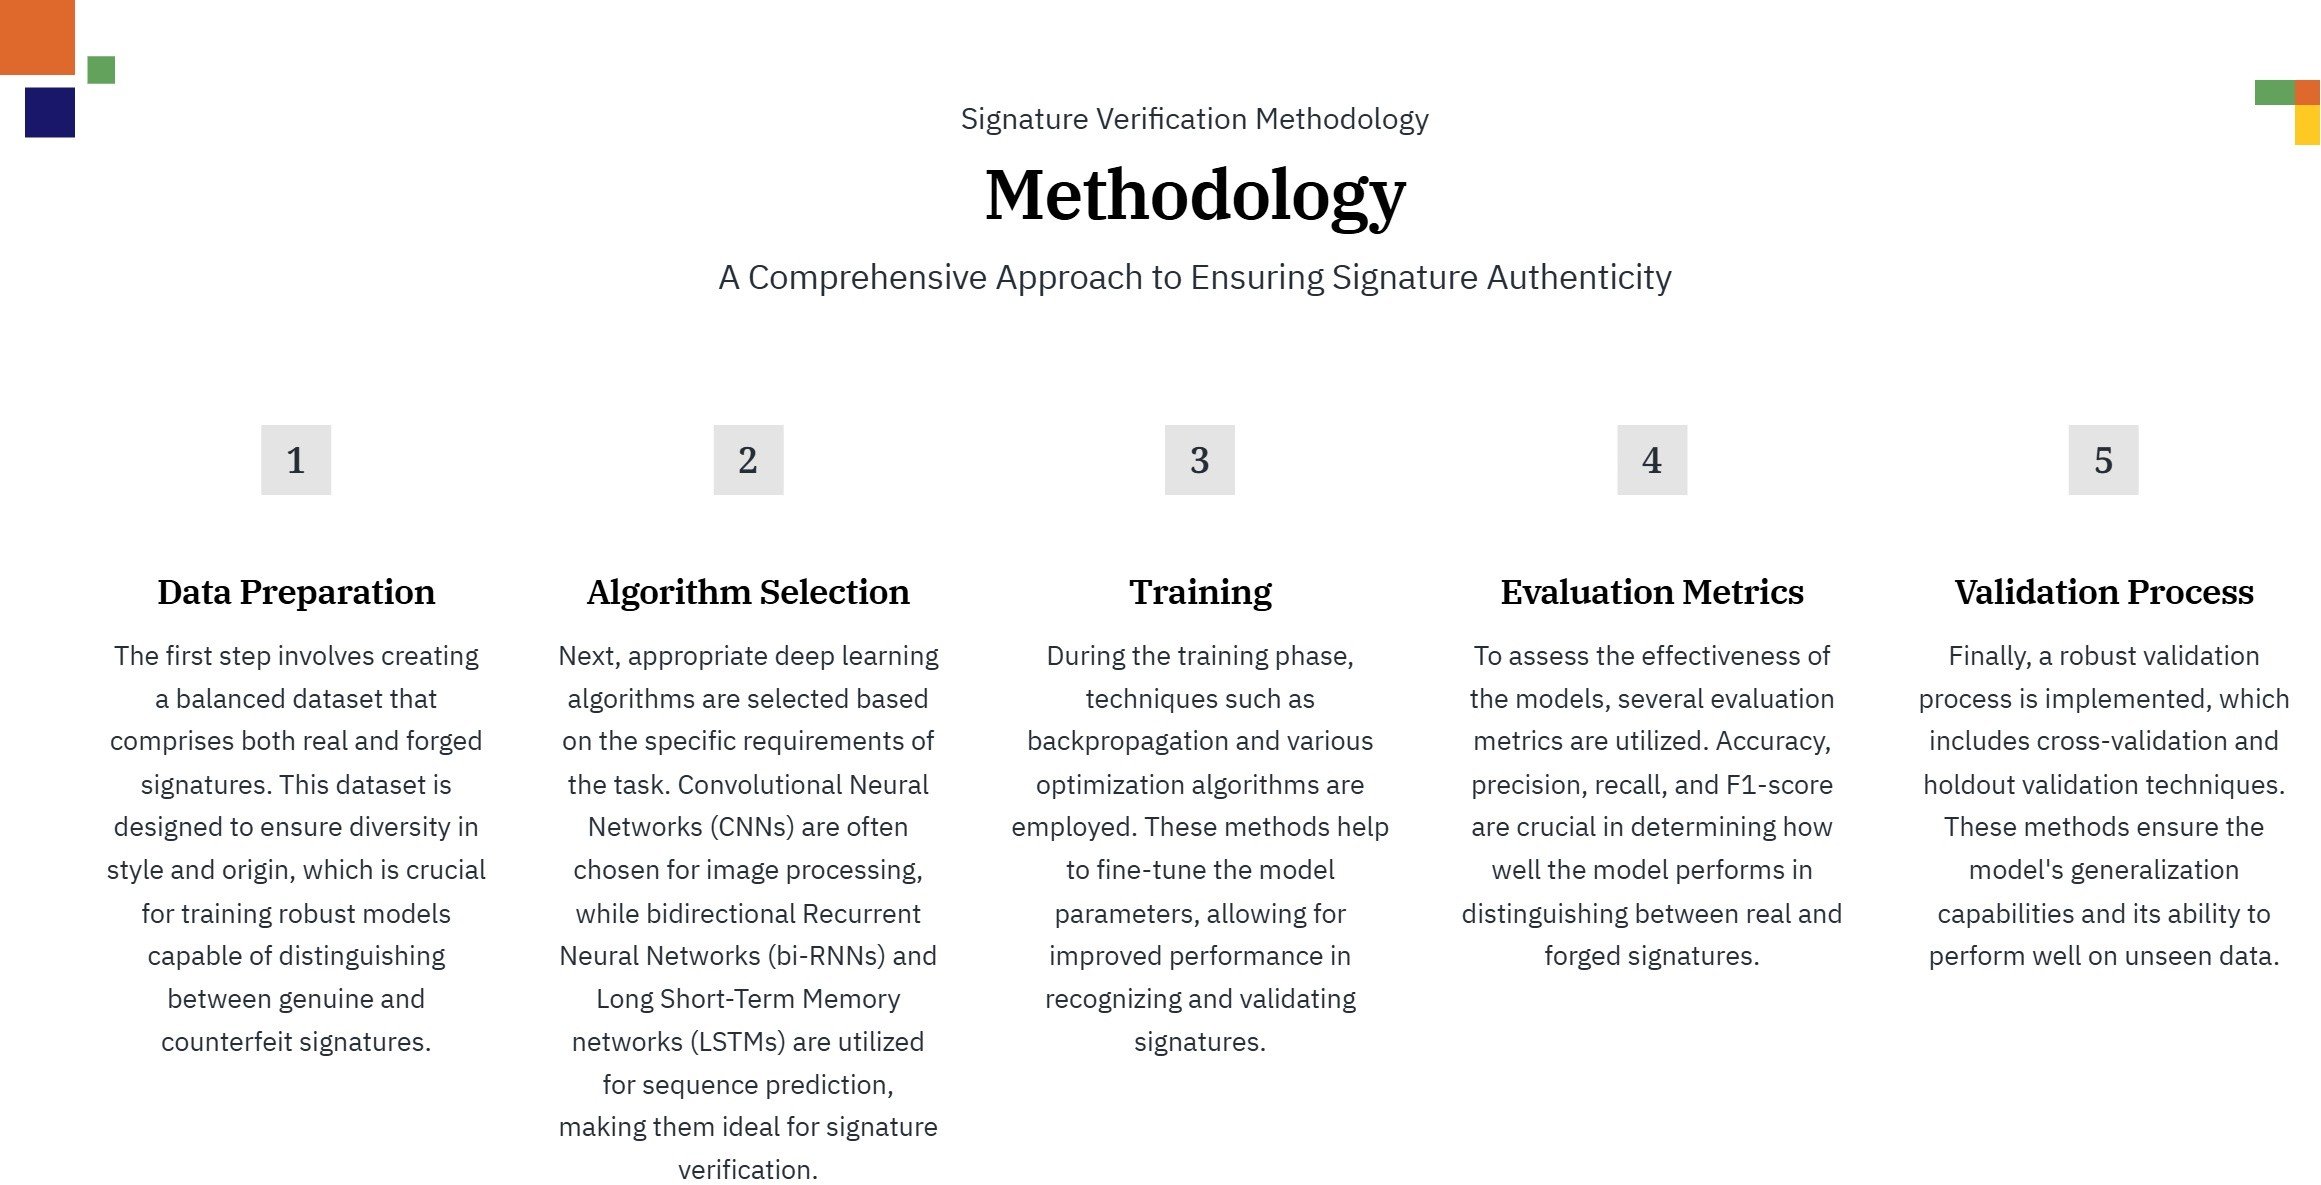 Signature Verification Methodology
Methodology
A Comprehensive Approach to Ensuring Signature Authenticity
1
Data Preparation
The first step involves creating
a balanced dataset that
comprises both real and forged
signatures. This dataset is
designed to ensure diversity in
style and origin, which is crucial
for training robust models
capable of distinguishing
between genuine and
counterfeit signatures.
2
Algorithm Selection
Next, appropriate deep learning
algorithms are selected based
on the specific requirements of
the task. Convolutional Neural
Networks (CNNs) are often
chosen for image processing,
while bidirectional Recurrent
Neural Networks (bi-RNNs) and
Long Short-Term Memory
networks (LSTMs) are utilized
for sequence prediction,
making them ideal for signature
verification.
3
Training
During the training phase,
techniques such as
backpropagation and various
optimization algorithms are
employed. These methods help
to fine-tune the model
parameters, allowing for
improved performance in
recognizing and validating
signatures.
4
Evaluation Metrics
To assess the effectiveness of
the models, several evaluation
metrics are utilized. Accuracy,
precision, recall, and F1-score
are crucial in determining how
well the model performs in
distinguishing between real and
forged signatures.
5
Validation Process
Finally, a robust validation
process is implemented, which
includes cross-validation and
holdout validation techniques.
These methods ensure the
model's generalization
capabilities and its ability to
perform well on unseen data.